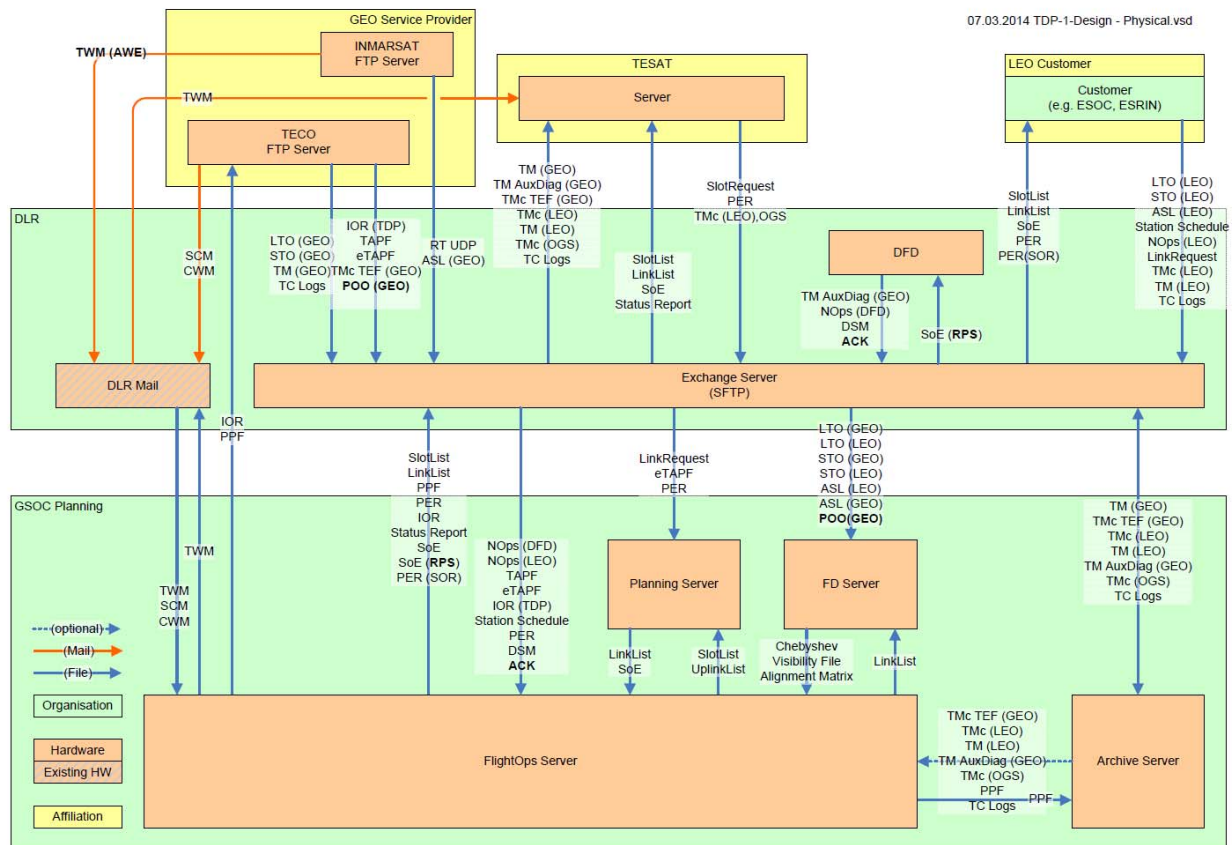 07.03.2014 TDP-1-Design - Physical.vsd
GEO Service Provider
INMARSAT
FTP Server
TECO
FTP Server
TWM (AWE)
TWM
TESAT
Server
LEO Customer
Customer
(e.g. ESOC, ESRIN)
DLR
SCM
CWM
LTO (GEO)
STO (GEO)
TM (GEO)
TC Logs
IOR (TDP)
TAPF
eTAPF
TMc TEF (GEO)
POO (GEO)
RT UDP
ASL (GEO)
TM (GEO)
TM AuxDiag (GEO)
TMc TEF (GEO)
TMc (LEO)
TM (LEO)
TMc (OGS)
TC Logs
SlotList
LinkList
SoE
Status Report
SlotRequest
PER
TMc (LEO),OGS
DFD
TM AuxDiag (GEO)
NOps (DFD)
DSM
ACK
SoE (RPS)
SlotList
LinkList
SoE
PER
PER(SOR)
LTO (LEO)
STO (LEO)
ASL (LEO)
Station Schedule
NOps (LEO)
LinkRequest
TMc (LEO)
TM (LEO)
TC Logs
DLR Mail
Exchange Server
(SFTP)
IOR
PPF
GSOC Planning
TWM
SCM
CWM
TWM
SlotList
LinkList
PPF
PER
IOR
Status Report
SoE
SoE (RPS)
PER (SOR)
NOps (DFD)
NOps (LEO)
TAPF
eTAPF
IOR (TDP)
Station Schedule
PER
DSM
ACK
LinkRequest
eTAPF
PER
LTO (GEO)
LTO (LEO)
STO (GEO)
STO (LEO)
ASL (LEO)
ASL (GEO)
POO(GEO)
TM (GEO)
TMc TEF (GEO)
TMc (LEO)
TM (LEO)
TM AuxDiag (GEO)
TMc (OGS)
TC Logs
Planning Server
FD Server
LinkList
SoE
SlotList
UplinkList
Chebyshev
Visibility File
Alignment Matrix
LinkList
(optional)
(Mail)
(File)
Organisation
Hardware
Existing HW
Affiliation
FlightOps Server
TMc TEF (GEO)
TMc (LEO)
TM (LEO)
TM AuxDiag (GEO)
TMc (OGS)
PPF
TC Logs
PPF
Archive Server